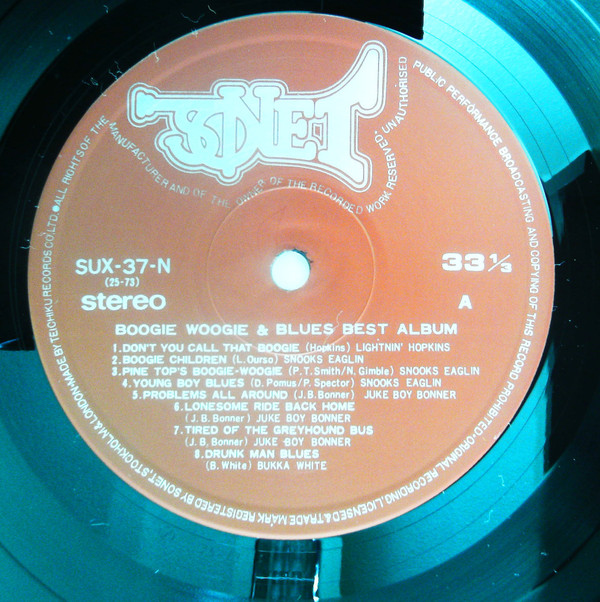 SONET
ALL RIGHTS OF THE MANUFACTURER AND OF THE OWNER OF THE RECORDED WORK RESERVED. UNAUTHORISED PUBLIC PERFORMANCE BROADCASTING AND COPYING OF THIS RECORD PROHIBITED-ORIGINAL RECORDING, LICENSED & TRADE MARK REGISTERED BY SONET, STOCKHOLM & LONDON-MADE BY TEICHIKU RECORDS CO., LTD.
SUX-37-N
(25-73)
stereo
33 1/3
A
BOOGIE WOOGIE & BLUES BEST ALBUM
1. DON'T YOU CALL THAT BOOGIE (Hopkins) LIGHTNIN' HOPKINS
2. BOOGIE CHILDREN (L. Ourso) SNOOKS EAGLIN
3. PINE TOP'S BOOGIE-WOOGIE (P.T. Smith/N. Gimble) SNOOKS EAGLIN
4. YOUNG BOY BLUES (D. Pomus/P. Spector) SNOOKS EAGLIN
5. PROBLEMS ALL AROUND (J.B. Bonner) JUKE BOY BONNER
6. LONESOME RIDE BACK HOME
(J.B. Bonner) JUKE BOY BONNER
7. TIRED OF THE GREYHOUND BUS
(J.B. Bonner) JUKE BOY BONNER
8. DRUNK MAN BLUES
(B. White) BUKKA WHITE